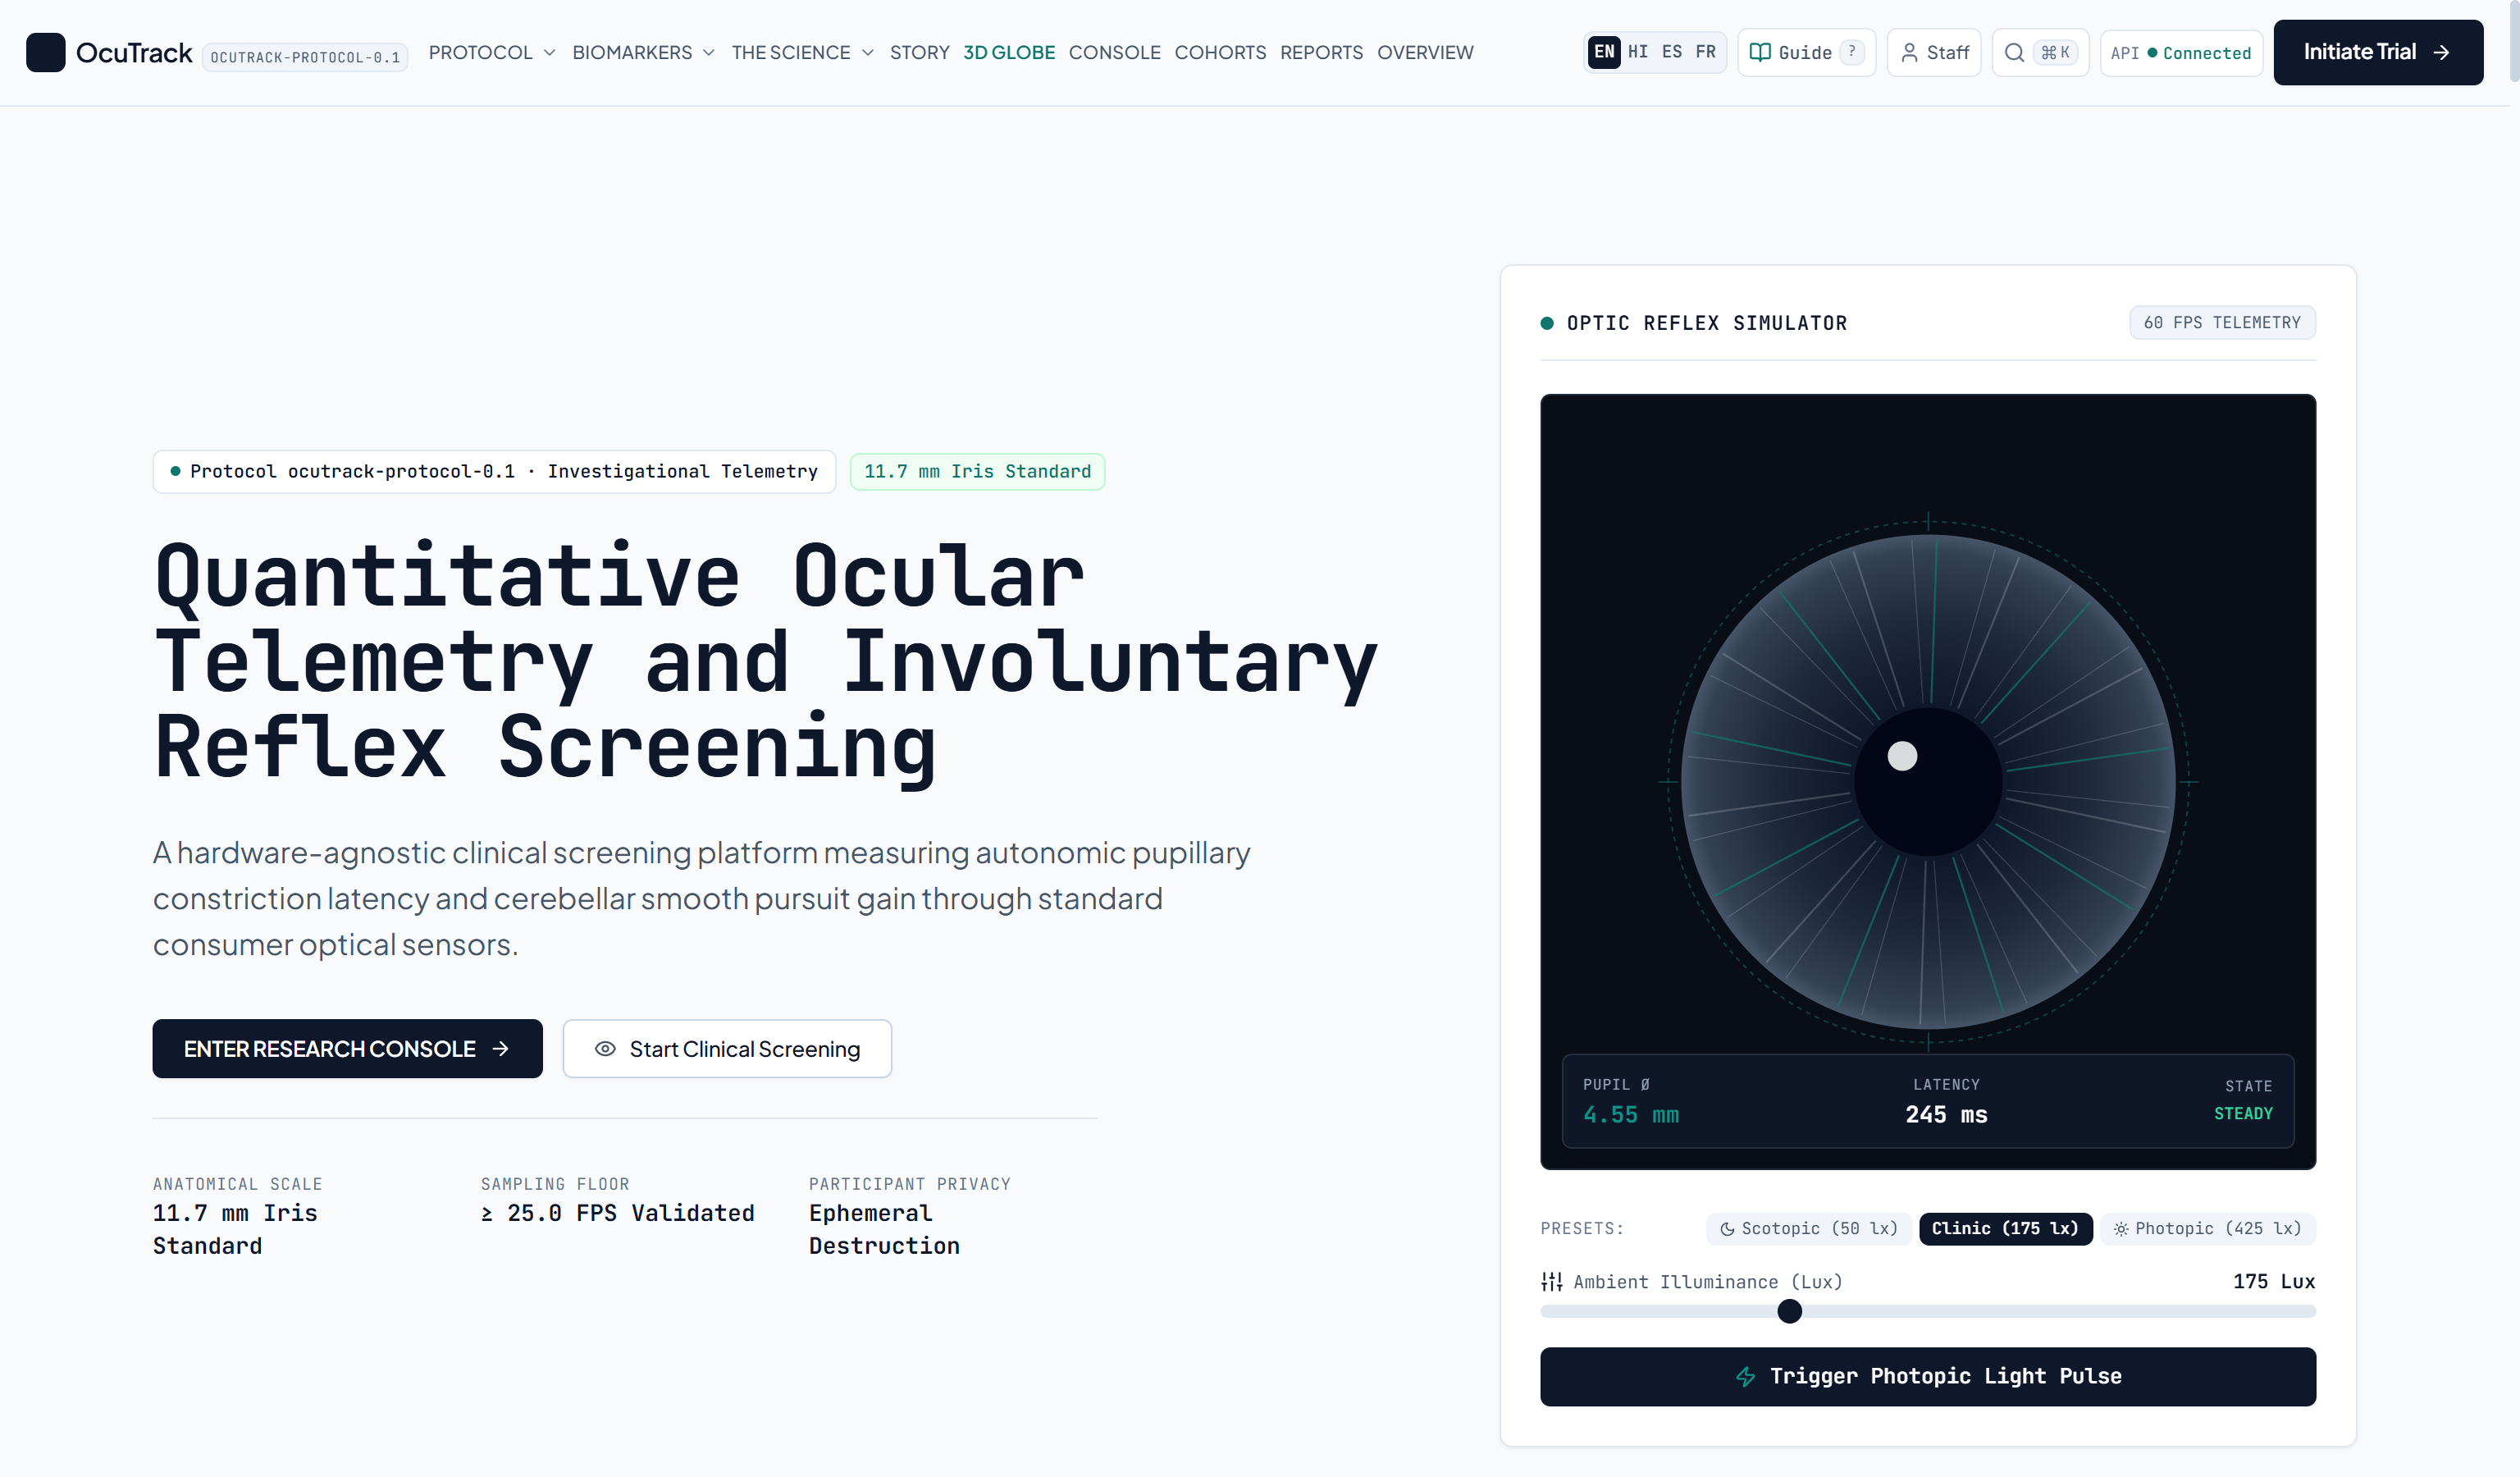 OcuTrack OCUTRACK-PROTOCOL-0.1 PROTOCOL BIOMARKERS THE SCIENCE STORY 3D GLOBE CONSOLE COHORTS REPORTS OVERVIEW EN HI ES FR Guide ? Staff ⌘K API Connected Initiate Trial →
Protocol ocutrack-protocol-0.1 · Investigational Telemetry 11.7 mm Iris Standard
Quantitative Ocular
Telemetry and Involuntary
Reflex Screening
A hardware-agnostic clinical screening platform measuring autonomic pupillary
constriction latency and cerebellar smooth pursuit gain through standard
consumer optical sensors.
ENTER RESEARCH CONSOLE → Start Clinical Screening
ANATOMICAL SCALE
11.7 mm Iris
Standard
SAMPLING FLOOR
≥ 25.0 FPS Validated
PARTICIPANT PRIVACY
Ephemeral
Destruction
OPTIC REFLEX SIMULATOR 60 FPS TELEMETRY
PUPIL Ø LATENCY STATE
4.55 mm 245 ms STEADY
PRESETS: Scotopic (50 lx) Clinic (175 lx) Photopic (425 lx)
Ambient Illuminance (Lux) 175 Lux
Trigger Photopic Light Pulse